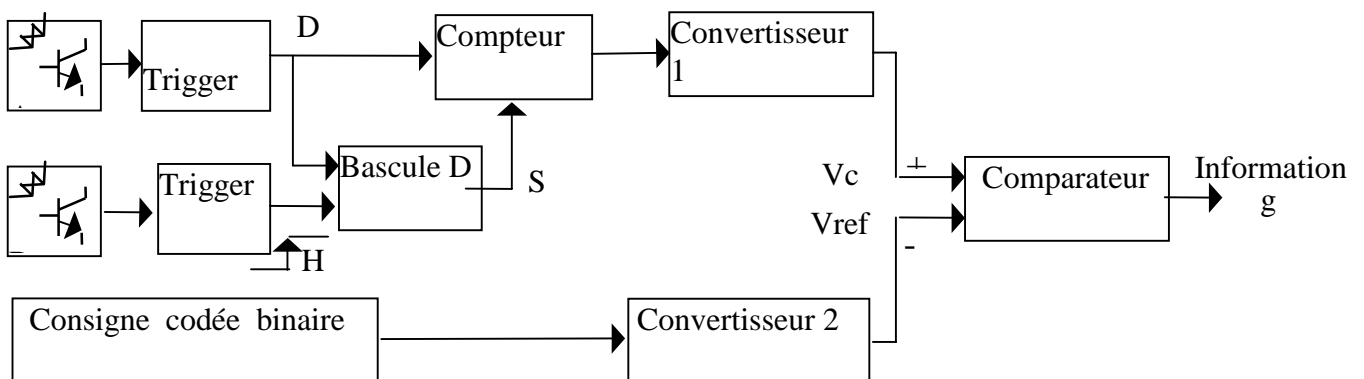 D
Trigger
Compteur
Convertisseur
1
Trigger
Bascule D
S
H
Vc
+
Vref
-
Comparateur
Information
g
Consigne codée binaire
Convertisseur 2